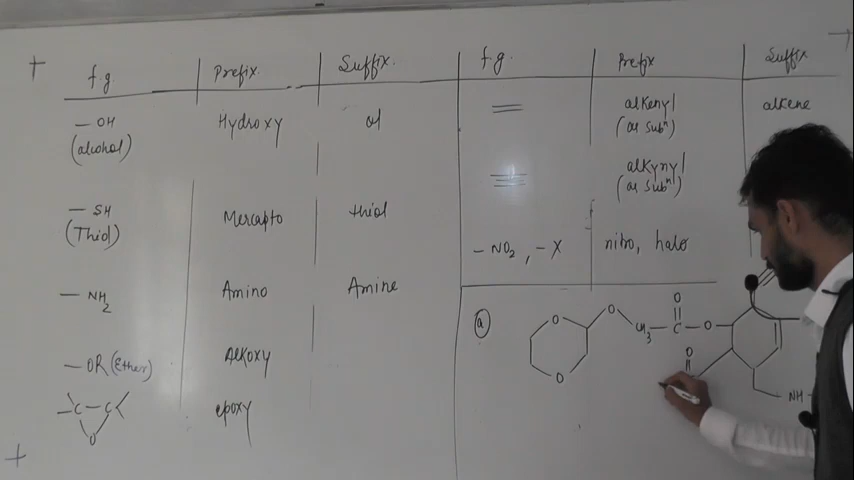 f.g. Prefix. Suffix.
— OH Hydroxy ol
(alcohol)
— SH Mercapto thiol
(Thiol)
— NH2 Amino Amine
— OR (Ether) Alkoxy
— C — C epoxy
O
f.g. Prefix Suffix
alkenyl alkene
(as subn)
alkynyl
(as subn)
— NO2, — X nitro, halo
(a)
O O O CH3 — C — O
O
O
NH